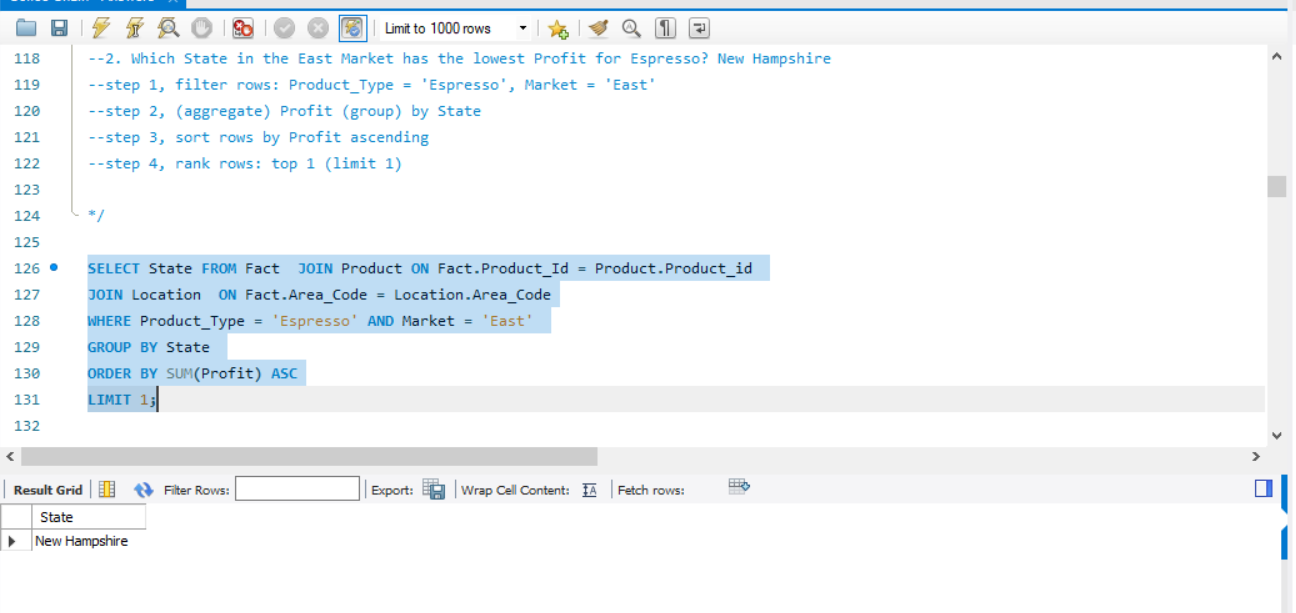 Limit to 1000 rows
118 --2. Which State in the East Market has the lowest Profit for Espresso? New Hampshire
119 --step 1, filter rows: Product_Type = 'Espresso', Market = 'East'
120 --step 2, (aggregate) Profit (group) by State
121 --step 3, sort rows by Profit ascending
122 --step 4, rank rows: top 1 (limit 1)
123
124 */
125
126 SELECT State FROM Fact  JOIN Product ON Fact.Product_Id = Product.Product_id
127 JOIN Location  ON Fact.Area_Code = Location.Area_Code
128 WHERE Product_Type = 'Espresso' AND Market = 'East'
129 GROUP BY State
130 ORDER BY SUM(Profit) ASC
131 LIMIT 1;
132
Result Grid Filter Rows: Export: Wrap Cell Content: IA Fetch rows:
State
New Hampshire